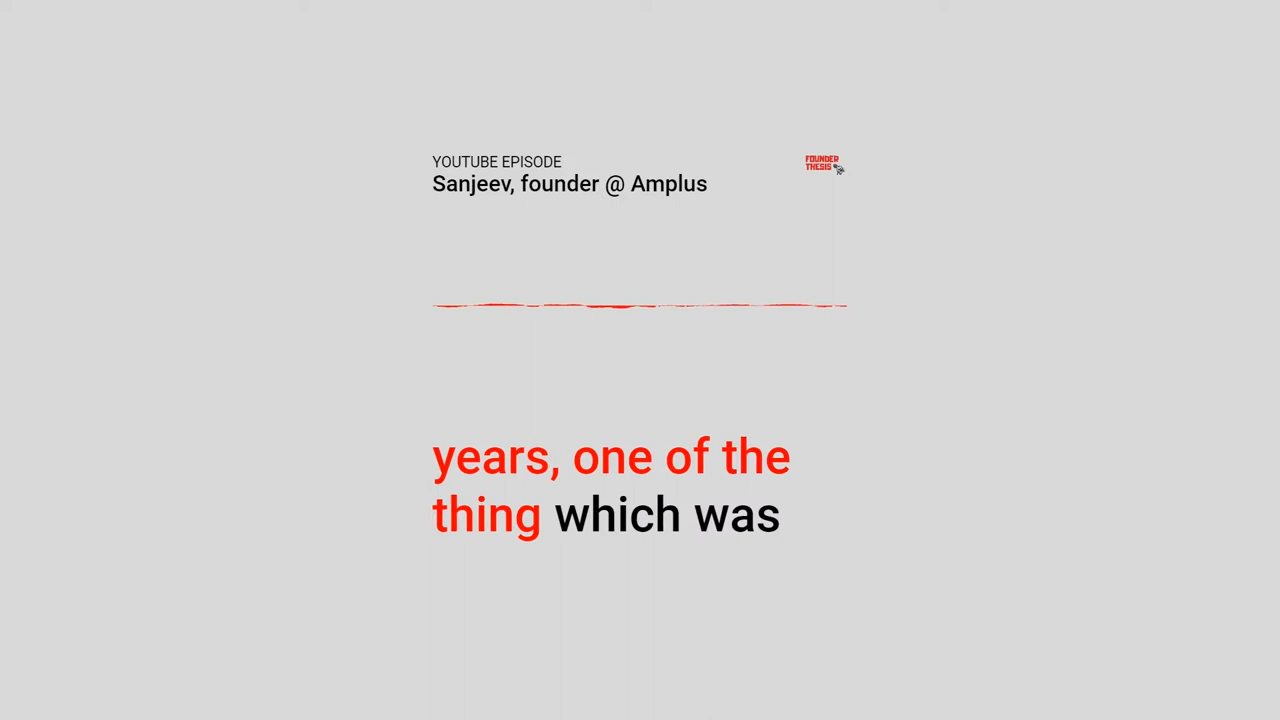 YOUTUBE EPISODE
Sanjeev, founder @ Amplus
FOUNDER
THESIS
years, one of the
thing which was